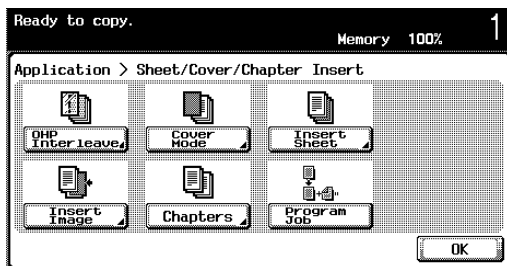 Ready to copy.
Memory 100% 1
Application > Sheet/Cover/Chapter Insert
OHP
Interleave
Cover
Mode
Insert
Sheet
Insert
Image
Chapters
Program
Job
OK